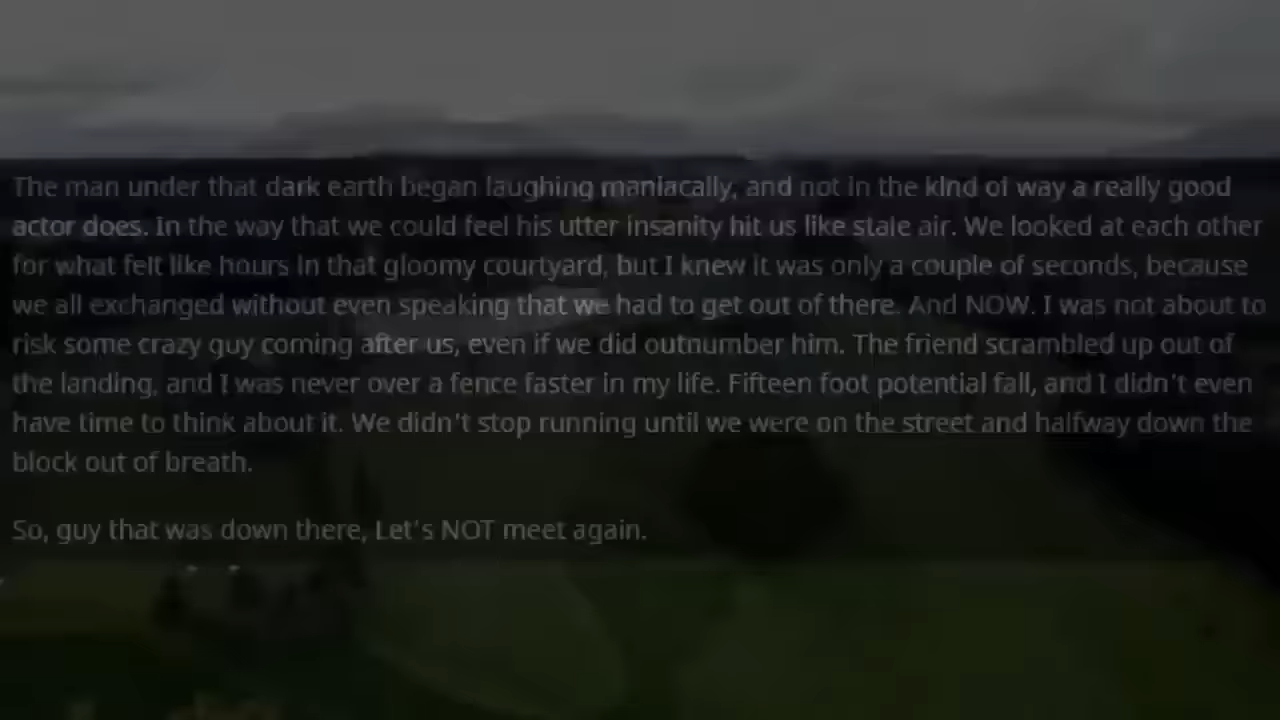 The man under that dark earth began laughing maniacally, and not in the kind of way a really good
actor does. In the way that we could feel his utter insanity hit us like stale air. We looked at each other
for what felt like hours in that gloomy courtyard, but I knew it was only a couple of seconds, because
we all exchanged without even speaking that we had to get out of there. And NOW. I was not about to
risk some crazy guy coming after us, even if we did outnumber him. The friend scrambled up out of
the landing, and I was never over a fence faster in my life. Fifteen foot potential fall, and I didn't even
have time to think about it. We didn't stop running until we were on the street and halfway down the
block out of breath.
So, guy that was down there, Let's NOT meet again.